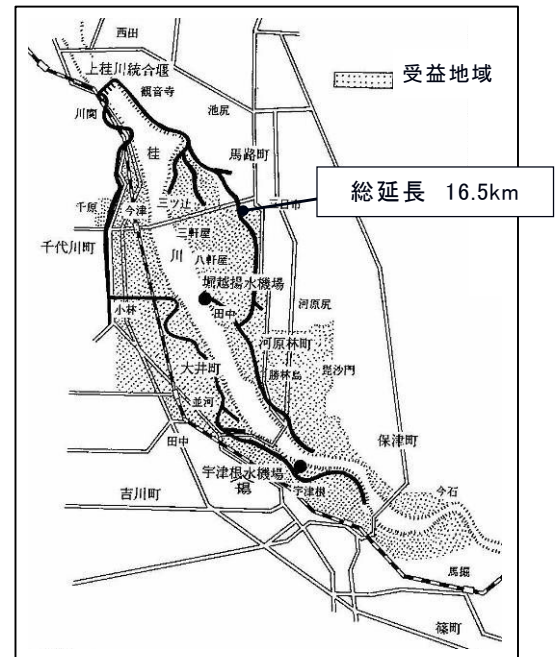 西田
上桂川統合堰
観音寺
川関
池尻
受益地域
桂
馬路町
総延長 16.5km
三日市
千原
今津
三ツ辻
三軒屋
千代川町
川
八軒屋
堀越揚水機場
小林
田中
河原尻
河原林町
大井町
勝林島
毘沙門
並河
田中
保津町
宇津根水機場
宇津根
吉川町
今石
馬堀
篠町